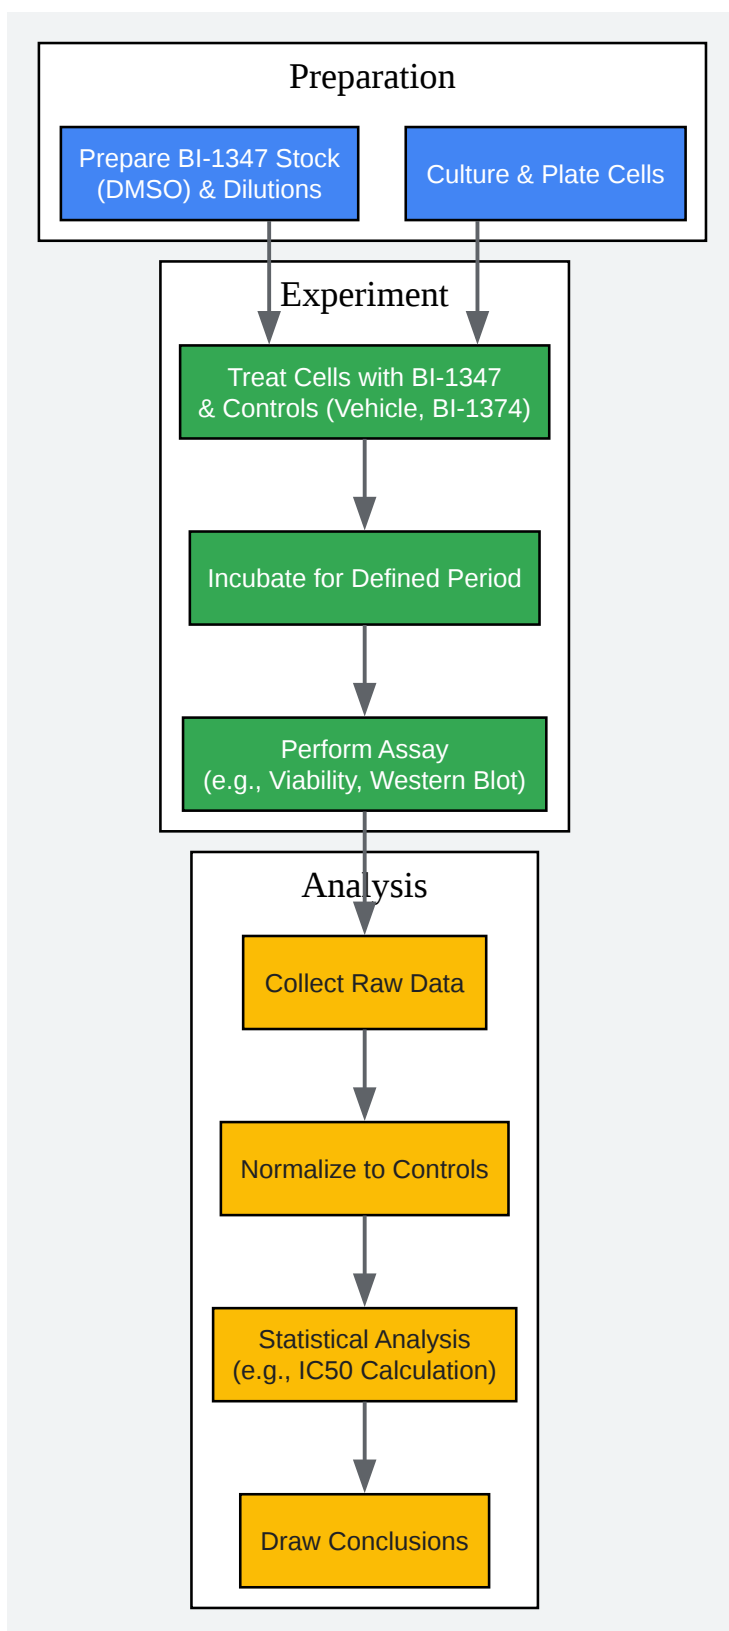 Preparation
Prepare BI-1347 Stock
(DMSO) & Dilutions
Culture & Plate Cells
Experiment
Treat Cells with BI-1347
& Controls (Vehicle, BI-1374)
Incubate for Defined Period
Perform Assay
(e.g., Viability, Western Blot)
Analysis
Collect Raw Data
Normalize to Controls
Statistical Analysis
(e.g., IC50 Calculation)
Draw Conclusions